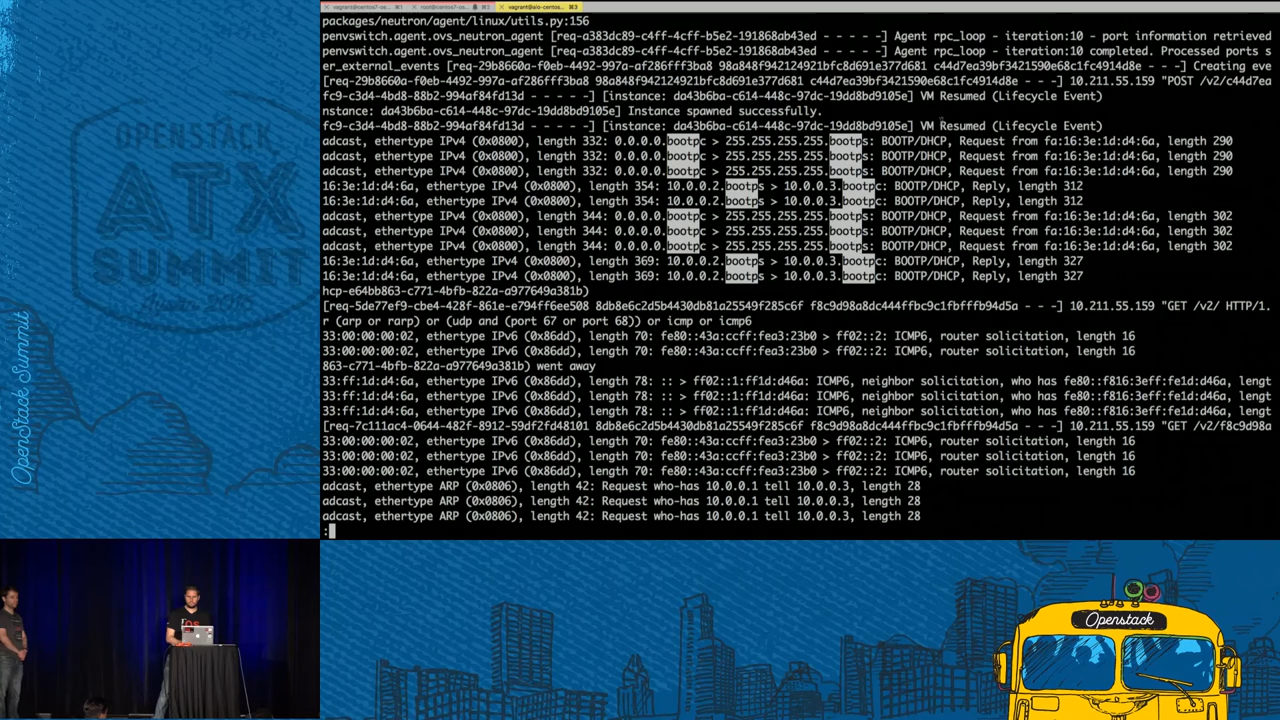 vagrant@centos7-os... ⌘1
root@centos7-os... ⌘2
vagrant@aio-centos... ⌘3
packages/neutron/agent/linux/utils.py:156
penvswitch.agent.ovs_neutron_agent [req-a383dc89-c4ff-4cff-b5e2-191868ab43ed - - - - -] Agent rpc_loop - iteration:10 - port information retrieved
penvswitch.agent.ovs_neutron_agent [req-a383dc89-c4ff-4cff-b5e2-191868ab43ed - - - - -] Agent rpc_loop - iteration:10 completed. Processed ports s
er_external_events [req-29b8660a-f0eb-4492-997a-af286fff3ba8 98a848f942124921bfc8d691e357d681 c44d7ea39bf3421590e68c1fc4914d8e - - -] Creating eve
[req-29b8660a-f0eb-4492-997a-af286fff3ba8 98a848f942124921bfc8d691e357d681 c44d7ea39bf3421590e68c1fc4914d8e - - -] 10.211.55.159 "POST /v2/c44d7ea
fc9-c3d4-4bd8-88b2-994af84fd13d - - - - -] [instance: da43b6ba-c614-448c-97dc-19dd8bd9105e] VM Resumed (Lifecycle Event)
nstance: da43b6ba-c614-448c-97dc-19dd8bd9105e] Instance spawned successfully.
fc9-c3d4-4bd8-88b2-994af84fd13d - - - - -] [instance: da43b6ba-c614-448c-97dc-19dd8bd9105e] VM Resumed (Lifecycle Event)
adcast, ethertype IPv4 (0x0800), length 332: 0.0.0.0.bootpc > 255.255.255.255.bootps: BOOTP/DHCP, Request from fa:16:3e:1d:d4:6a, length 290
adcast, ethertype IPv4 (0x0800), length 332: 0.0.0.0.bootpc > 255.255.255.255.bootps: BOOTP/DHCP, Request from fa:16:3e:1d:d4:6a, length 290
adcast, ethertype IPv4 (0x0800), length 332: 0.0.0.0.bootpc > 255.255.255.255.bootps: BOOTP/DHCP, Request from fa:16:3e:1d:d4:6a, length 290
16:3e:1d:d4:6a, ethertype IPv4 (0x0800), length 354: 10.0.0.2.bootps > 10.0.0.3.bootpc: BOOTP/DHCP, Reply, length 312
16:3e:1d:d4:6a, ethertype IPv4 (0x0800), length 354: 10.0.0.2.bootps > 10.0.0.3.bootpc: BOOTP/DHCP, Reply, length 312
adcast, ethertype IPv4 (0x0800), length 344: 0.0.0.0.bootpc > 255.255.255.255.bootps: BOOTP/DHCP, Request from fa:16:3e:1d:d4:6a, length 302
adcast, ethertype IPv4 (0x0800), length 344: 0.0.0.0.bootpc > 255.255.255.255.bootps: BOOTP/DHCP, Request from fa:16:3e:1d:d4:6a, length 302
adcast, ethertype IPv4 (0x0800), length 344: 0.0.0.0.bootpc > 255.255.255.255.bootps: BOOTP/DHCP, Request from fa:16:3e:1d:d4:6a, length 302
16:3e:1d:d4:6a, ethertype IPv4 (0x0800), length 369: 10.0.0.2.bootps > 10.0.0.3.bootpc: BOOTP/DHCP, Reply, length 327
16:3e:1d:d4:6a, ethertype IPv4 (0x0800), length 369: 10.0.0.2.bootps > 10.0.0.3.bootpc: BOOTP/DHCP, Reply, length 327
hcp-e64bb863-c771-4bfb-822a-a977649a381b)
[req-5de77ef9-cbe4-428f-861e-e794ff6ee508 8db8e6c2d5b4430db81a25549f285c6f f8c9d98a8dc444ffbc9c1fbfffb94d5a - - -] 10.211.55.159 "GET /v2/ HTTP/1.
r (arp or rarp) or (udp and (port 67 or port 68)) or icmp or icmp6
33:00:00:00:02, ethertype IPv6 (0x86dd), length 70: fe80::43a:ccff:fea3:23b0 > ff02::2: ICMP6, router solicitation, length 16
33:00:00:00:02, ethertype IPv6 (0x86dd), length 70: fe80::43a:ccff:fea3:23b0 > ff02::2: ICMP6, router solicitation, length 16
863-c771-4bfb-822a-a977649a381b) went away
33:ff:1d:d4:6a, ethertype IPv6 (0x86dd), length 78: :: > ff02::1:ff1d:d46a: ICMP6, neighbor solicitation, who has fe80::f816:3eff:fe1d:d46a, lengt
33:ff:1d:d4:6a, ethertype IPv6 (0x86dd), length 78: :: > ff02::1:ff1d:d46a: ICMP6, neighbor solicitation, who has fe80::f816:3eff:fe1d:d46a, lengt
33:ff:1d:d4:6a, ethertype IPv6 (0x86dd), length 78: :: > ff02::1:ff1d:d46a: ICMP6, neighbor solicitation, who has fe80::f816:3eff:fe1d:d46a, lengt
[req-7c111ac4-0644-482f-8912-59df2fd48101 8db8e6c2d5b4430db81a25549f285c6f f8c9d98a8dc444ffbc9c1fbfffb94d5a - - -] 10.211.55.159 "GET /v2/f8c9d98a
33:00:00:00:02, ethertype IPv6 (0x86dd), length 70: fe80::43a:ccff:fea3:23b0 > ff02::2: ICMP6, router solicitation, length 16
33:00:00:00:02, ethertype IPv6 (0x86dd), length 70: fe80::43a:ccff:fea3:23b0 > ff02::2: ICMP6, router solicitation, length 16
33:00:00:00:02, ethertype IPv6 (0x86dd), length 70: fe80::43a:ccff:fea3:23b0 > ff02::2: ICMP6, router solicitation, length 16
adcast, ethertype ARP (0x0806), length 42: Request who-has 10.0.0.1 tell 10.0.0.3, length 28
adcast, ethertype ARP (0x0806), length 42: Request who-has 10.0.0.1 tell 10.0.0.3, length 28
adcast, ethertype ARP (0x0806), length 42: Request who-has 10.0.0.1 tell 10.0.0.3, length 28
:
OPENSTACK
ATX
SUMMIT
OpenStack Summit
Openstack